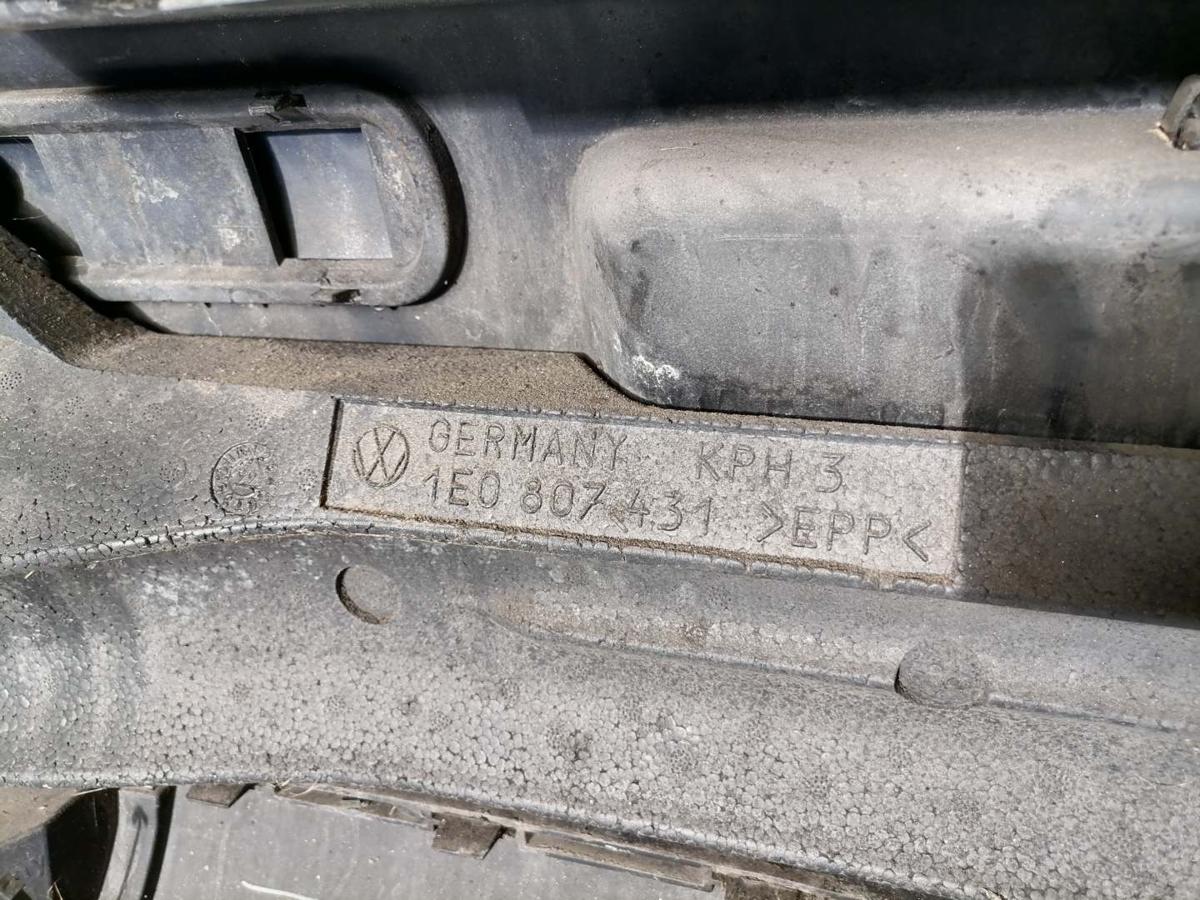 GERMANY KPH 3
1E0 807 431 >EPP<